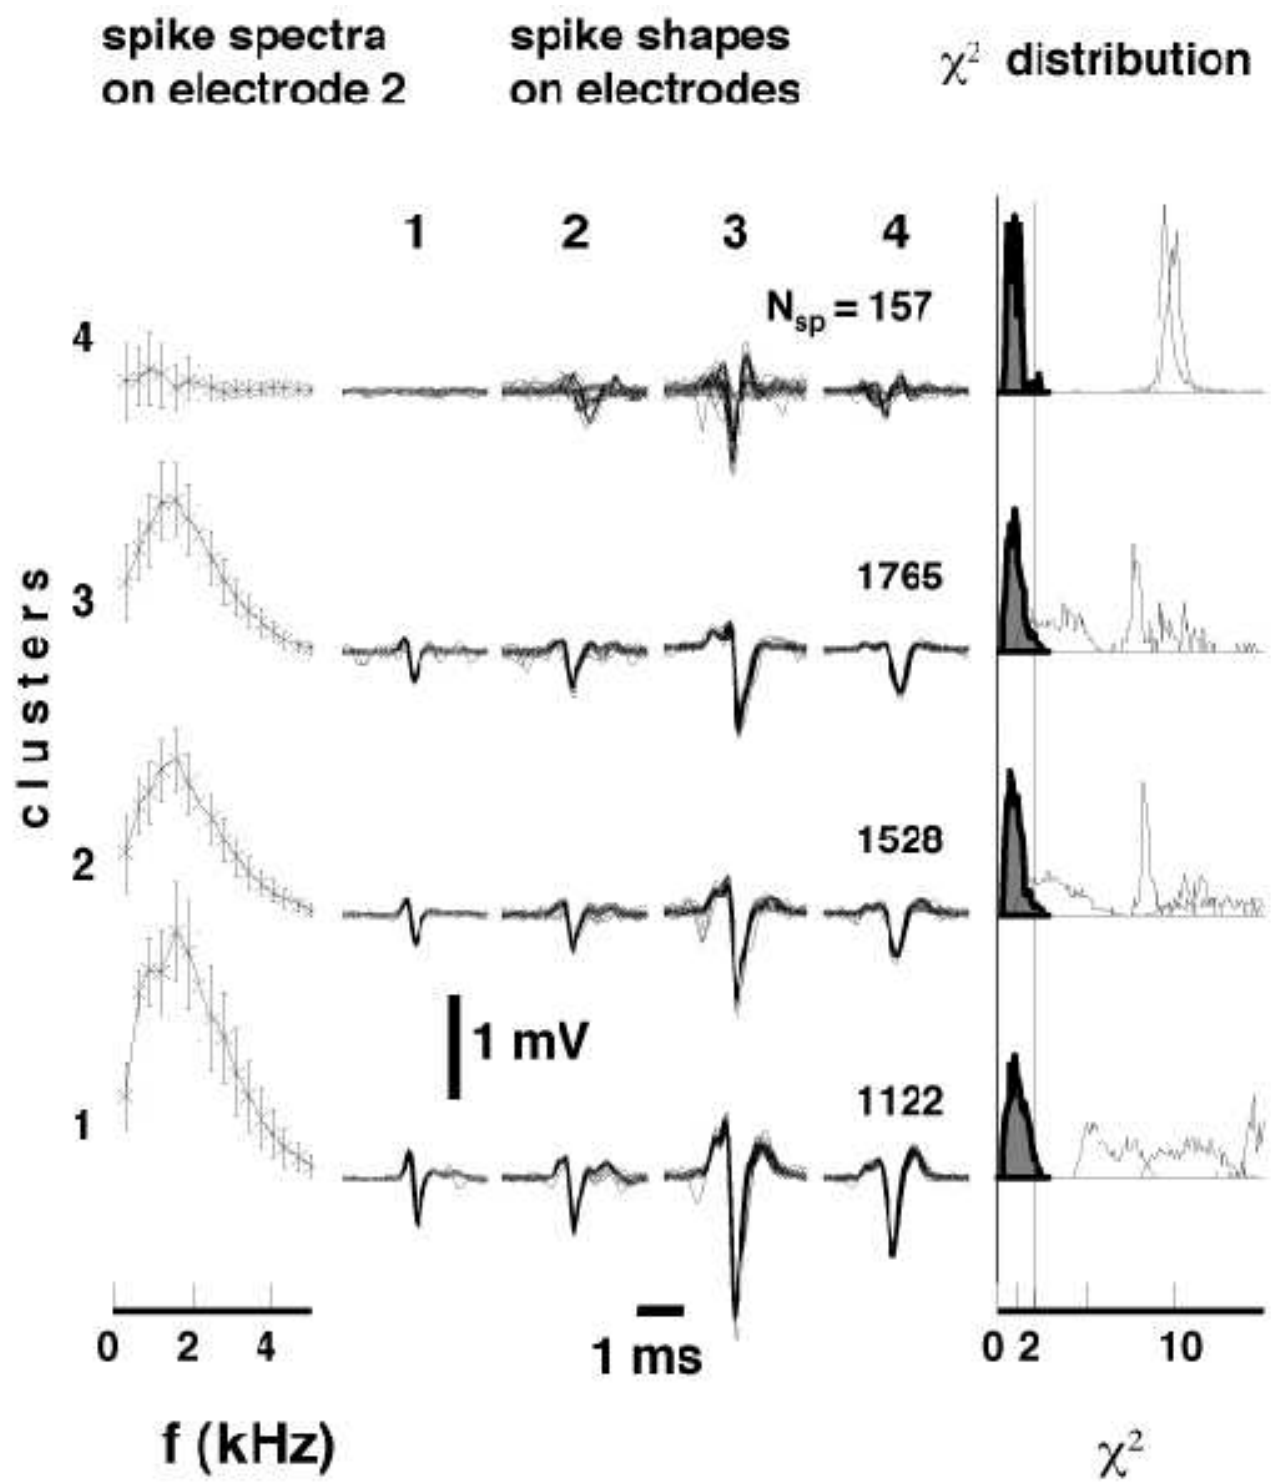 spike spectra
on electrode 2
spike shapes
on electrodes
χ² distribution
1 2 3 4
N_sp = 157
4
1765
3
1528
2
1 mV
1122
1
clusters
0 2 4
1 ms
0 2 10
f (kHz)
χ²